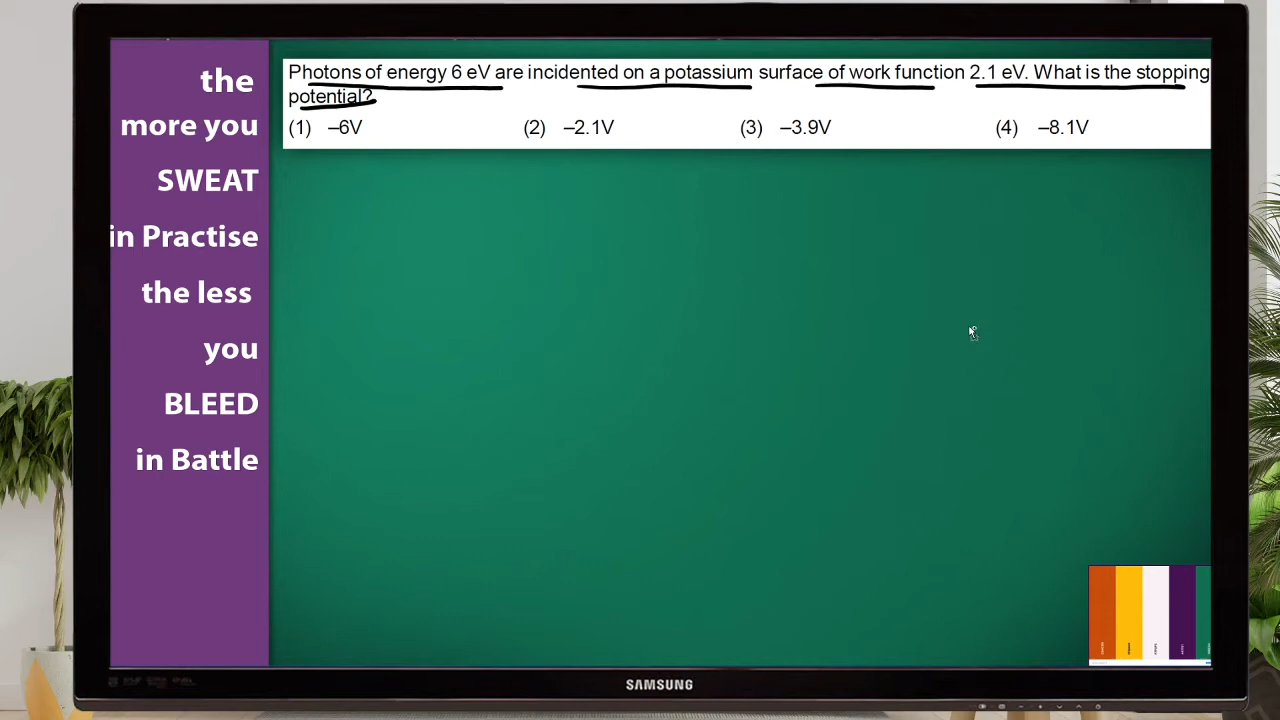 the
more you
SWEAT
in Practise
the less
you
BLEED
in Battle
Photons of energy 6 eV are incidented on a potassium surface of work function 2.1 eV. What is the stopping
potential?
(1) –6V (2) –2.1V (3) –3.9V (4) –8.1V
SAMSUNG